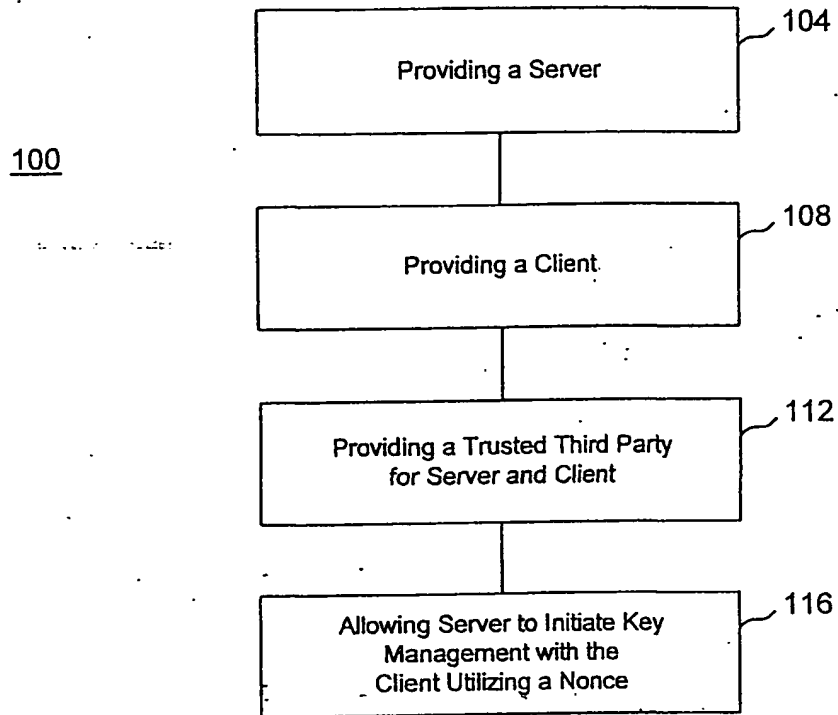 104
Providing a Server
100
108
Providing a Client
112
Providing a Trusted Third Party
for Server and Client
116
Allowing Server to Initiate Key
Management with the
Client Utilizing a Nonce